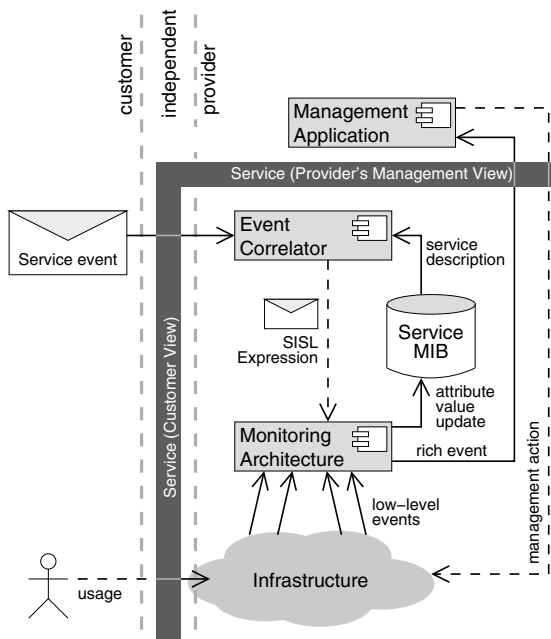 customer
independent
provider
Management
Application
Service (Provider's Management View)
Service event
Event
Correlator
service
description
SISL
Expression
Service
MIB
Service (Customer View)
attribute
value
update
Monitoring
Architecture
rich event
low–level
events
management action
usage
Infrastructure